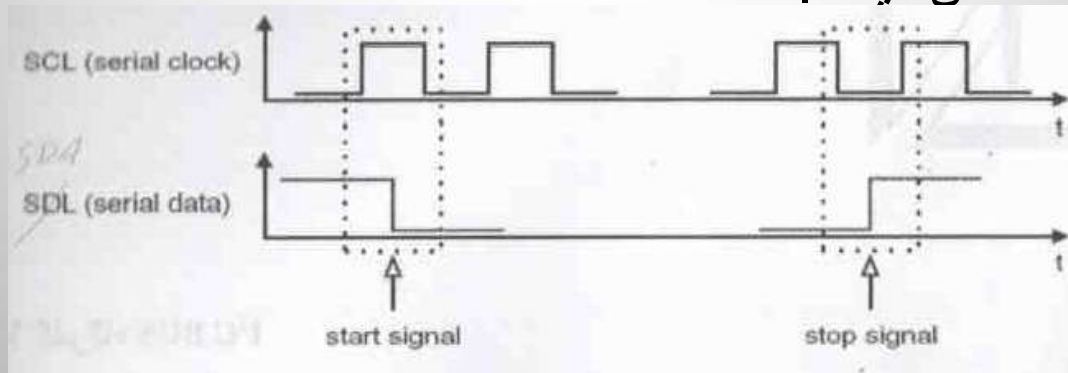 SCL (serial clock)
t
SDA
SDL (serial data)
t
start signal
stop signal